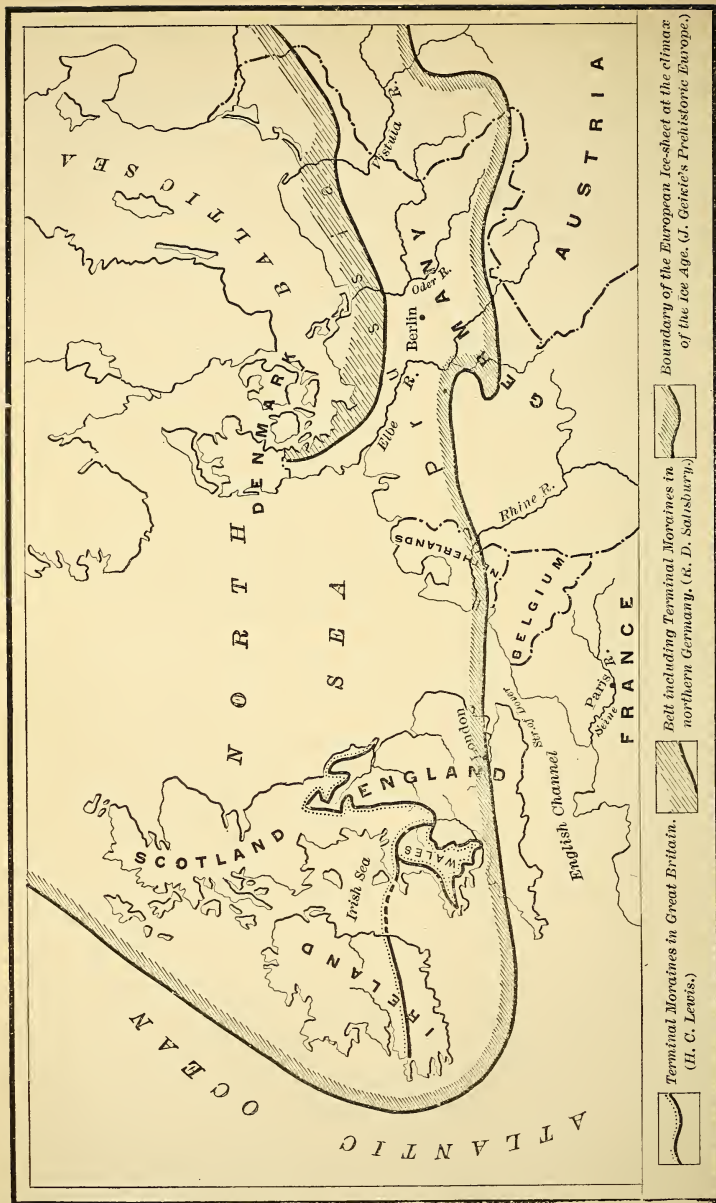 ATLANTIC
OCEAN
NORTH
SEA
BALTIC SEA
SCOTLAND
IRELAND
Irish Sea
ENGLAND
WALES
London
English Channel
Str. of Dover
DENMARK
NETHERLANDS
BELGIUM
FRANCE
Paris
Seine R.
Rhine R.
Elbe R.
Berlin
Oder R.
Vistula R.
Prussia
GERMANY
AUSTRIA
Terminal Moraines in Great Britain.
(H. C. Lewis.)
Belt including Terminal Moraines in
northern Germany. (R. D. Salisbury.)
Boundary of the European Ice-sheet at the climax
of the Ice Age. (J. Geikie's Prehistoric Europe.)